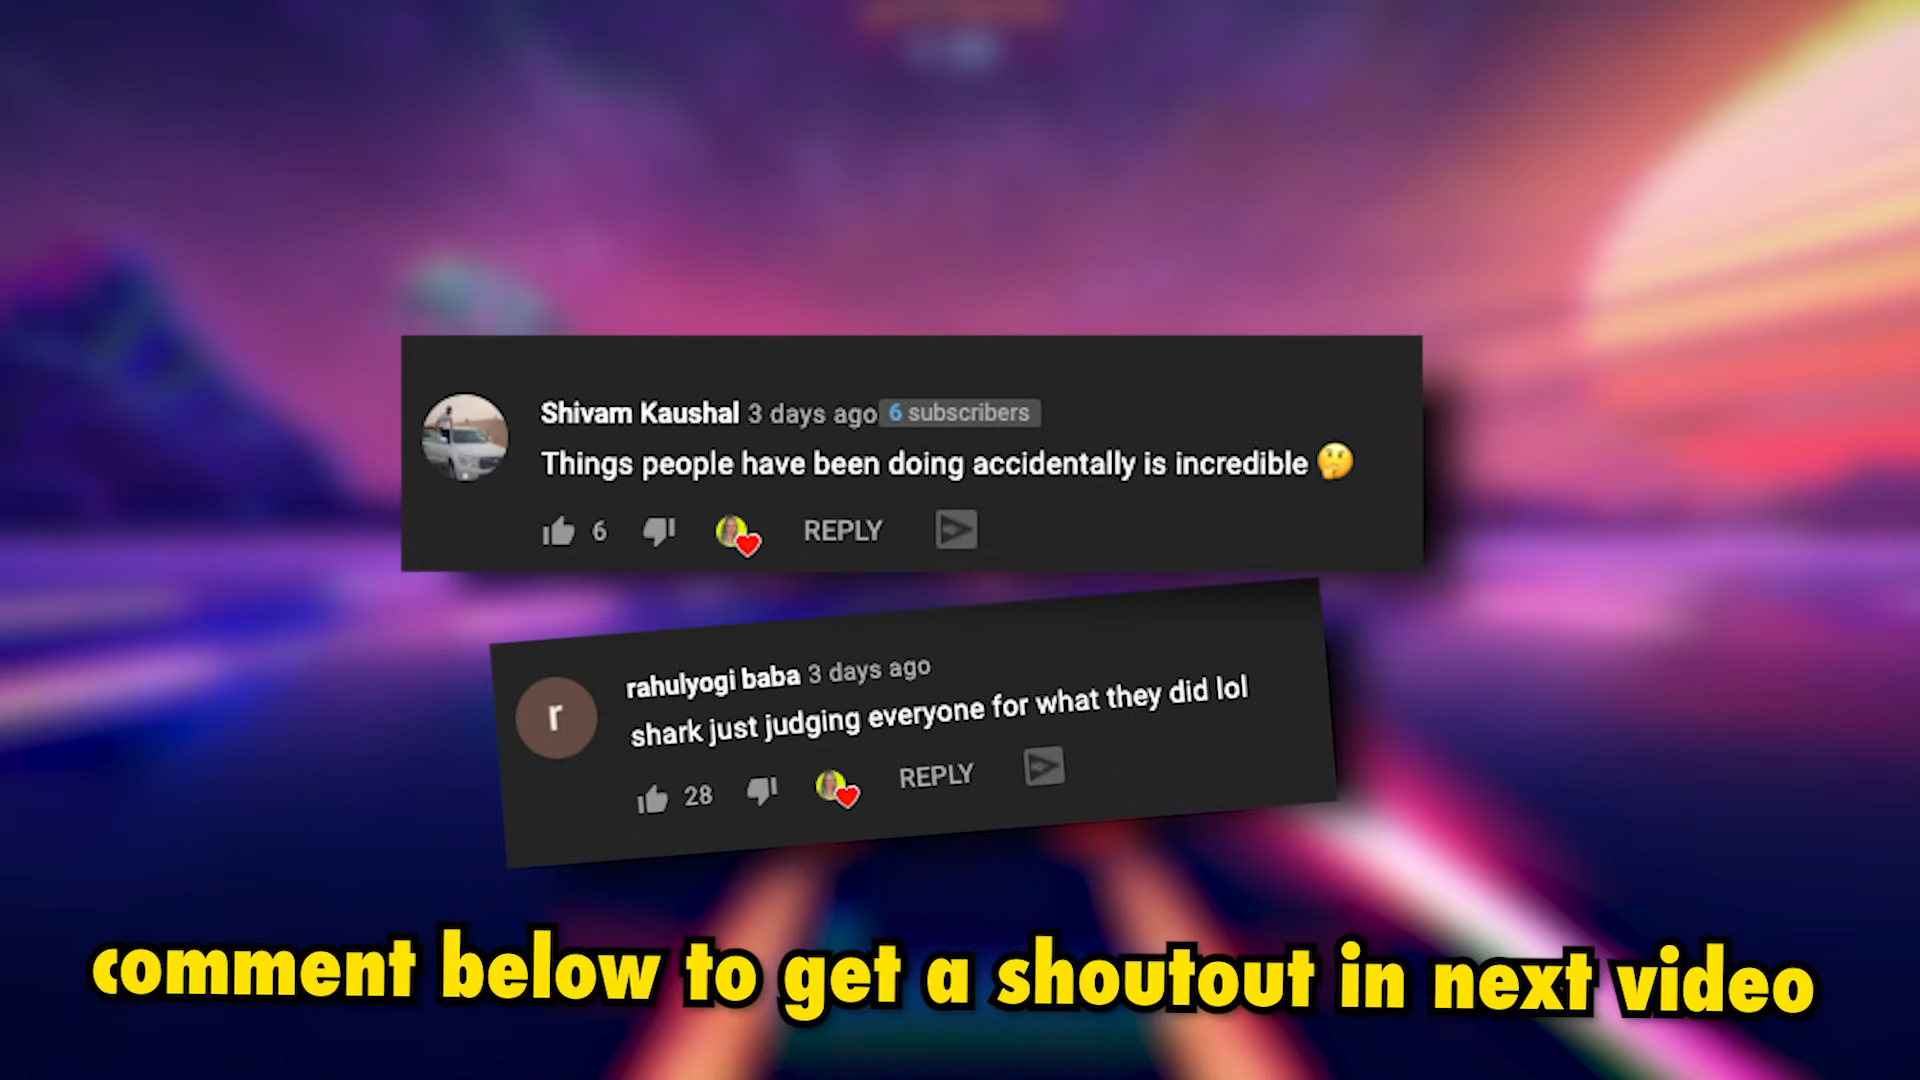 Shivam Kaushal 3 days ago 6 subscribers
Things people have been doing accidentally is incredible 🤔
6 REPLY
r
rahulyogi baba 3 days ago
shark just judging everyone for what they did lol
28 REPLY
comment below to get a shoutout in next video